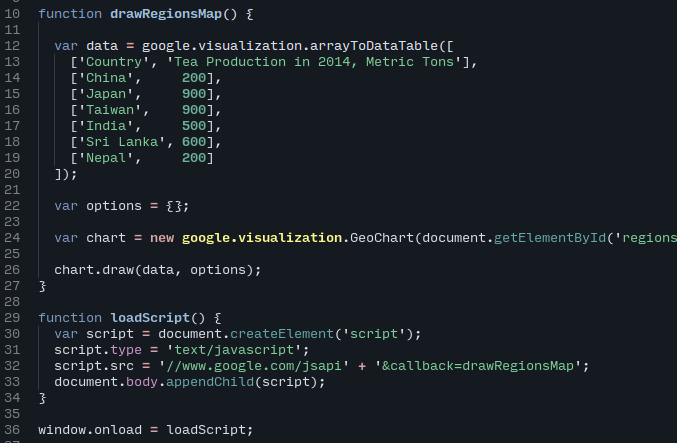 10 function drawRegionsMap() {
11
12   var data = google.visualization.arrayToDataTable([
13     ['Country', 'Tea Production in 2014, Metric Tons'],
14     ['China',     200],
15     ['Japan',     900],
16     ['Taiwan',    900],
17     ['India',     500],
18     ['Sri Lanka', 600],
19     ['Nepal',     200]
20   ]);
21
22   var options = {};
23
24   var chart = new google.visualization.GeoChart(document.getElementById('regions
25
26   chart.draw(data, options);
27 }
28
29 function loadScript() {
30   var script = document.createElement('script');
31   script.type = 'text/javascript';
32   script.src = '//www.google.com/jsapi' + '&callback=drawRegionsMap';
33   document.body.appendChild(script);
34 }
35
36 window.onload = loadScript;